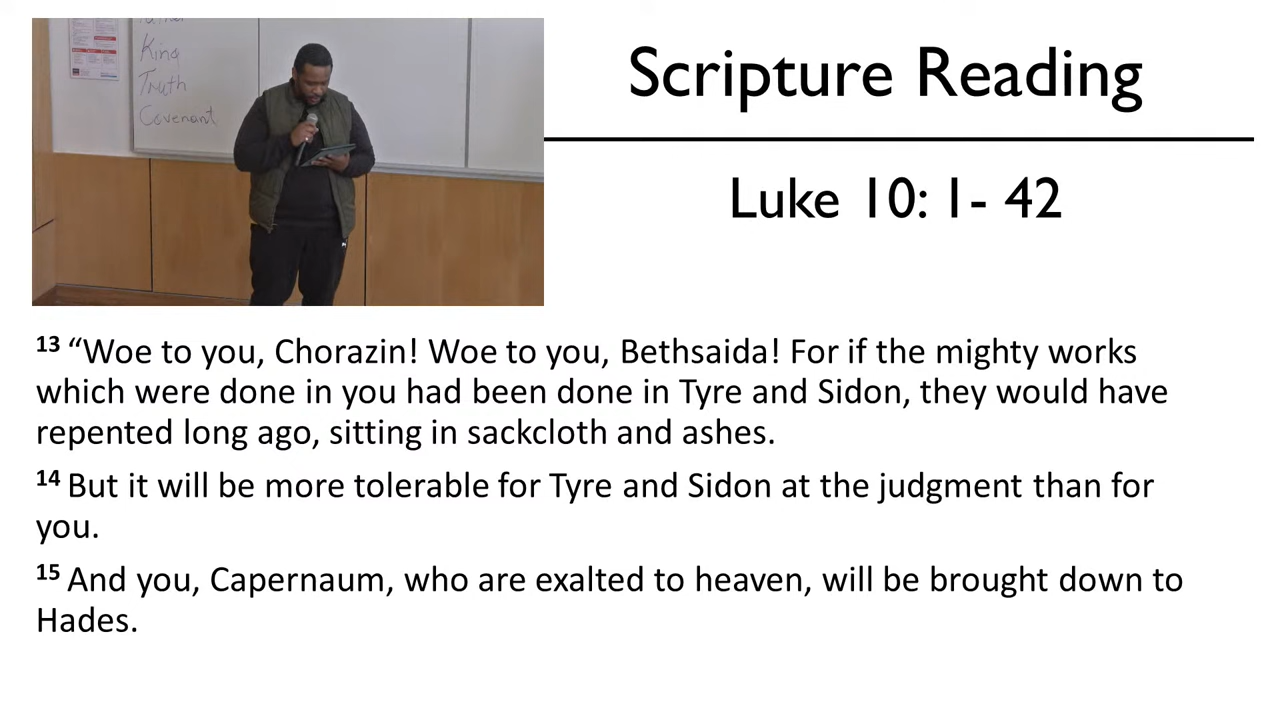 King
Truth
Covenant
Scripture Reading
Luke 10: 1- 42
13 “Woe to you, Chorazin! Woe to you, Bethsaida! For if the mighty works
which were done in you had been done in Tyre and Sidon, they would have
repented long ago, sitting in sackcloth and ashes.
14 But it will be more tolerable for Tyre and Sidon at the judgment than for
you.
15 And you, Capernaum, who are exalted to heaven, will be brought down to
Hades.